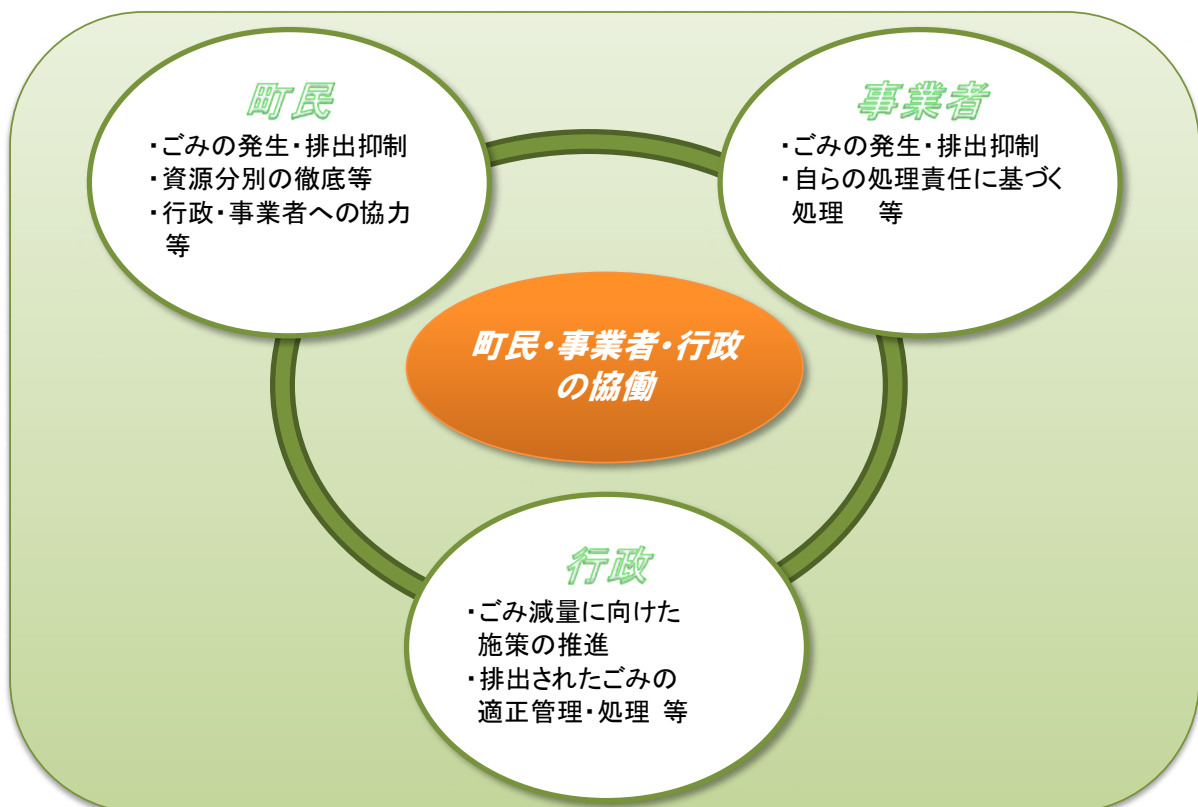 町民
・ごみの発生・排出抑制
・資源分別の徹底等
・行政・事業者への協力
等
事業者
・ごみの発生・排出抑制
・自らの処理責任に基づく
処理 等
町民・事業者・行政
の協働
行政
・ごみ減量に向けた
施策の推進
・排出されたごみの
適正管理・処理 等